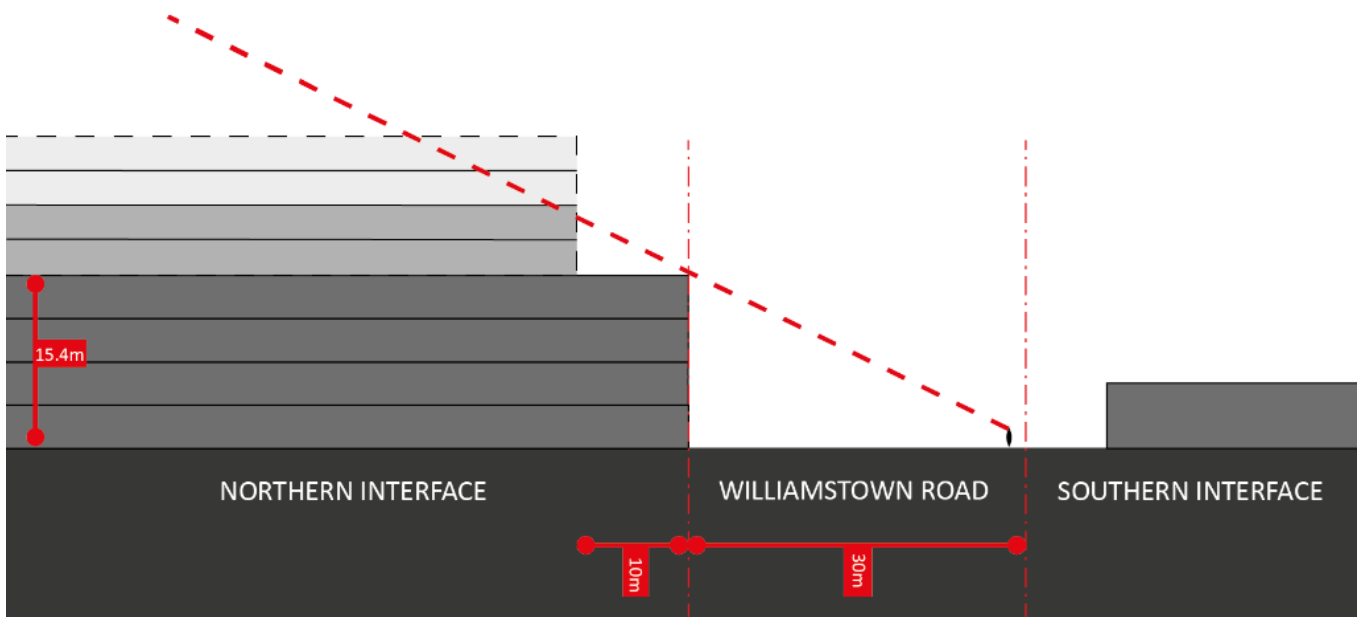 15.4m
NORTHERN INTERFACE
WILLIAMSTOWN ROAD
SOUTHERN INTERFACE
10m
30m